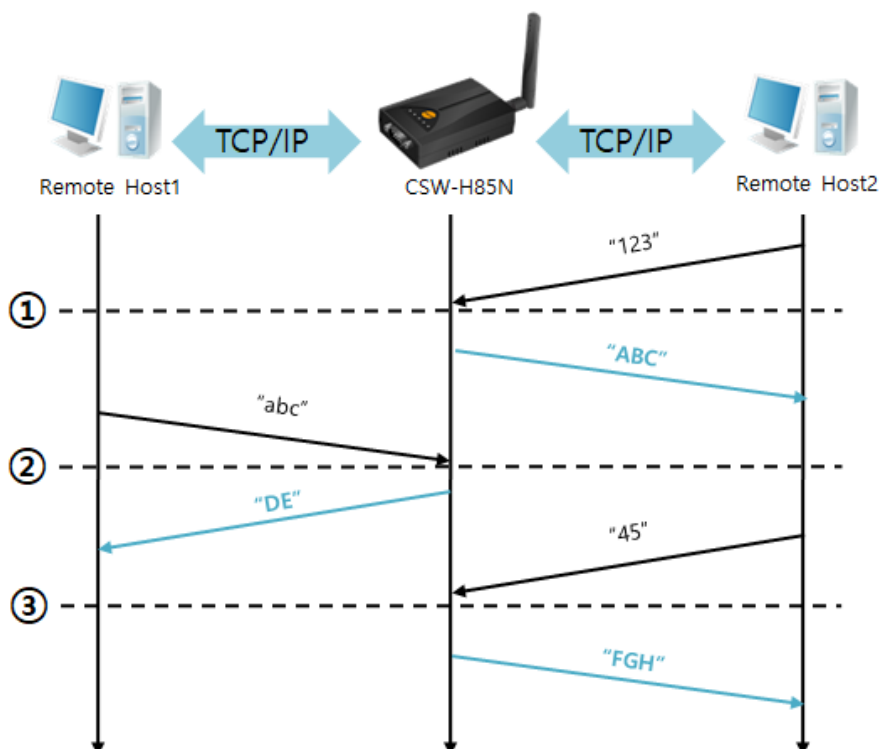 TCP/IP
TCP/IP
Remote Host1
CSW-H85N
Remote Host2
“123”
①
“ABC”
“abc”
②
“DE”
“45”
③
“FGH”